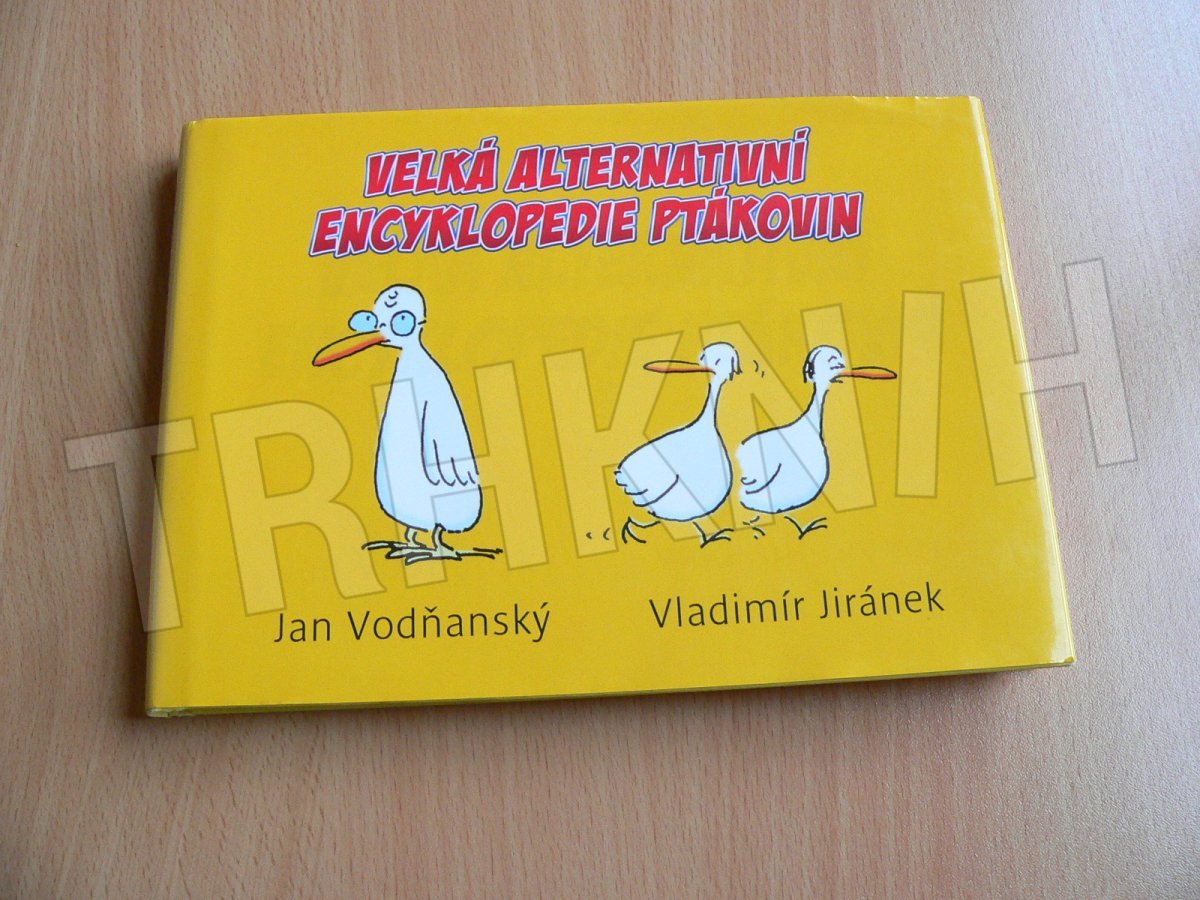 VELKÁ ALTERNATIVNÍ
ENCYKLOPEDIE PTÁKOVIN
Jan Vodňanský
Vladimír Jiránek
TRHKNIH